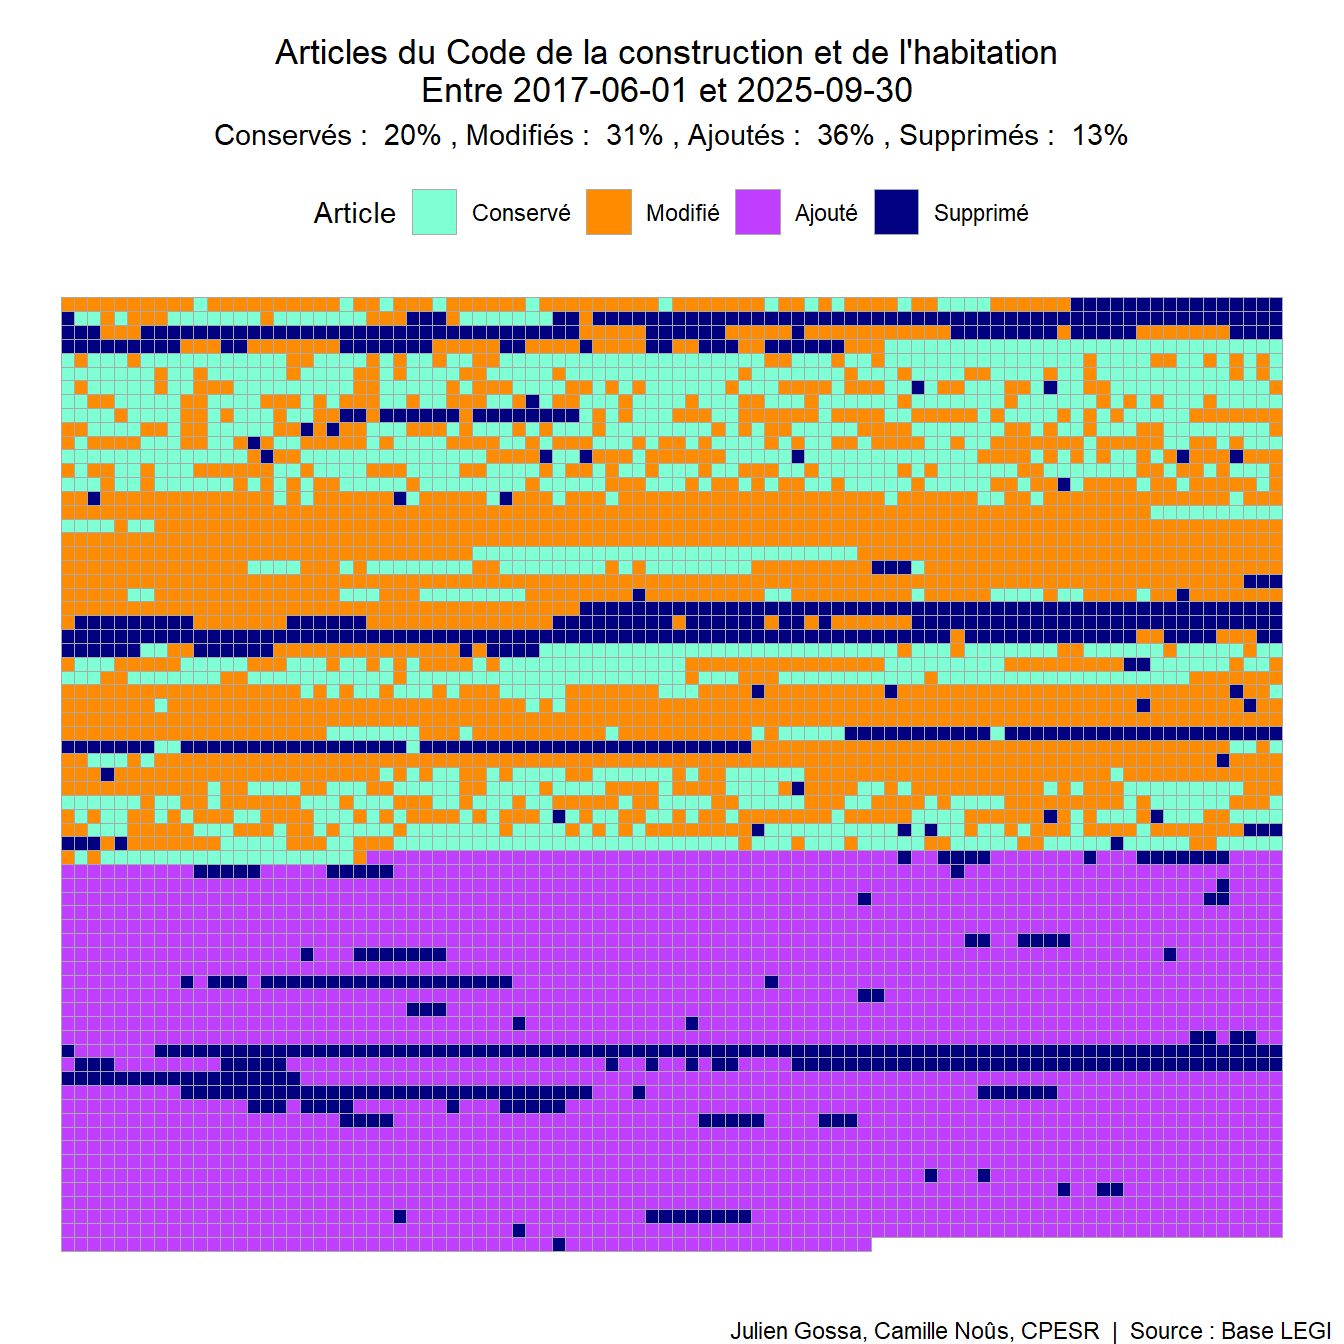 Articles du Code de la construction et de l'habitation
Entre 2017-06-01 et 2025-09-30
Conservés :  20% , Modifiés :  31% , Ajoutés :  36% , Supprimés :  13%
Article Conservé Modifié Ajouté Supprimé
Julien Gossa, Camille Noûs, CPESR | Source : Base LEGI